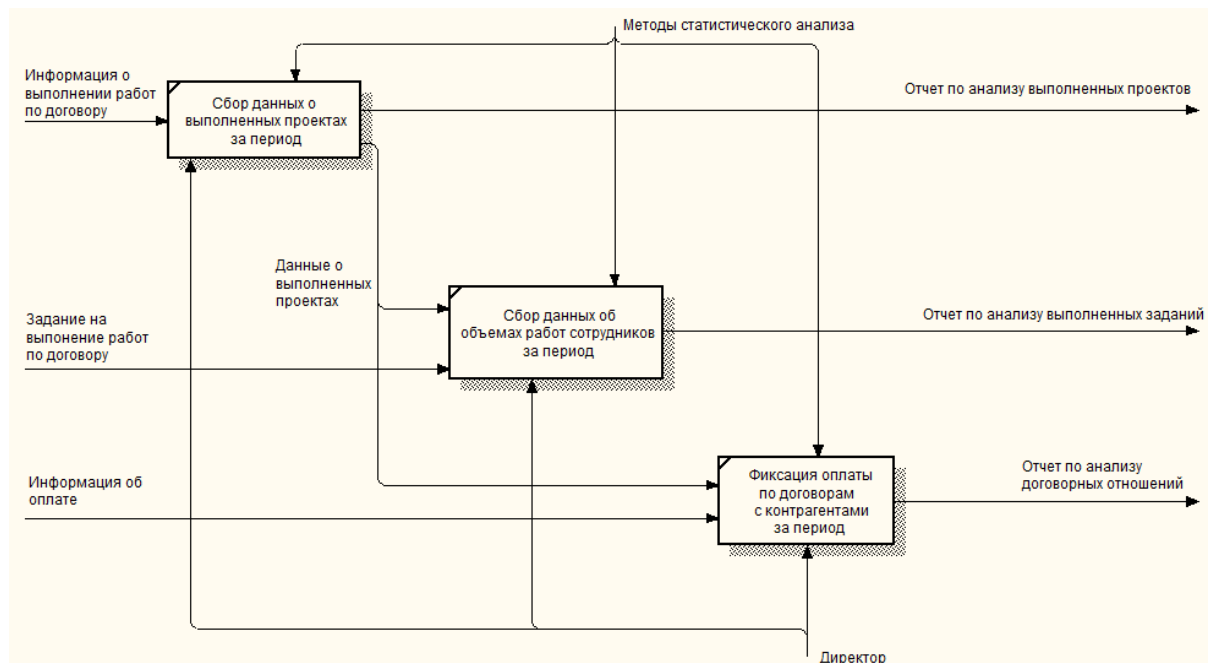 Методы статистического анализа
Информация о
выполнении работ
по договору
Сбор данных о
выполненных проектах
за период
Отчет по анализу выполненных проектов
Данные о
выполненных
проектах
Задание на
выпонение работ
по договору
Сбор данных об
объемах работ сотрудников
за период
Отчет по анализу выполненных заданий
Информация об
оплате
Фиксация оплаты
по договорам
с контрагентами
за период
Отчет по анализу
договорных отношений
Директор